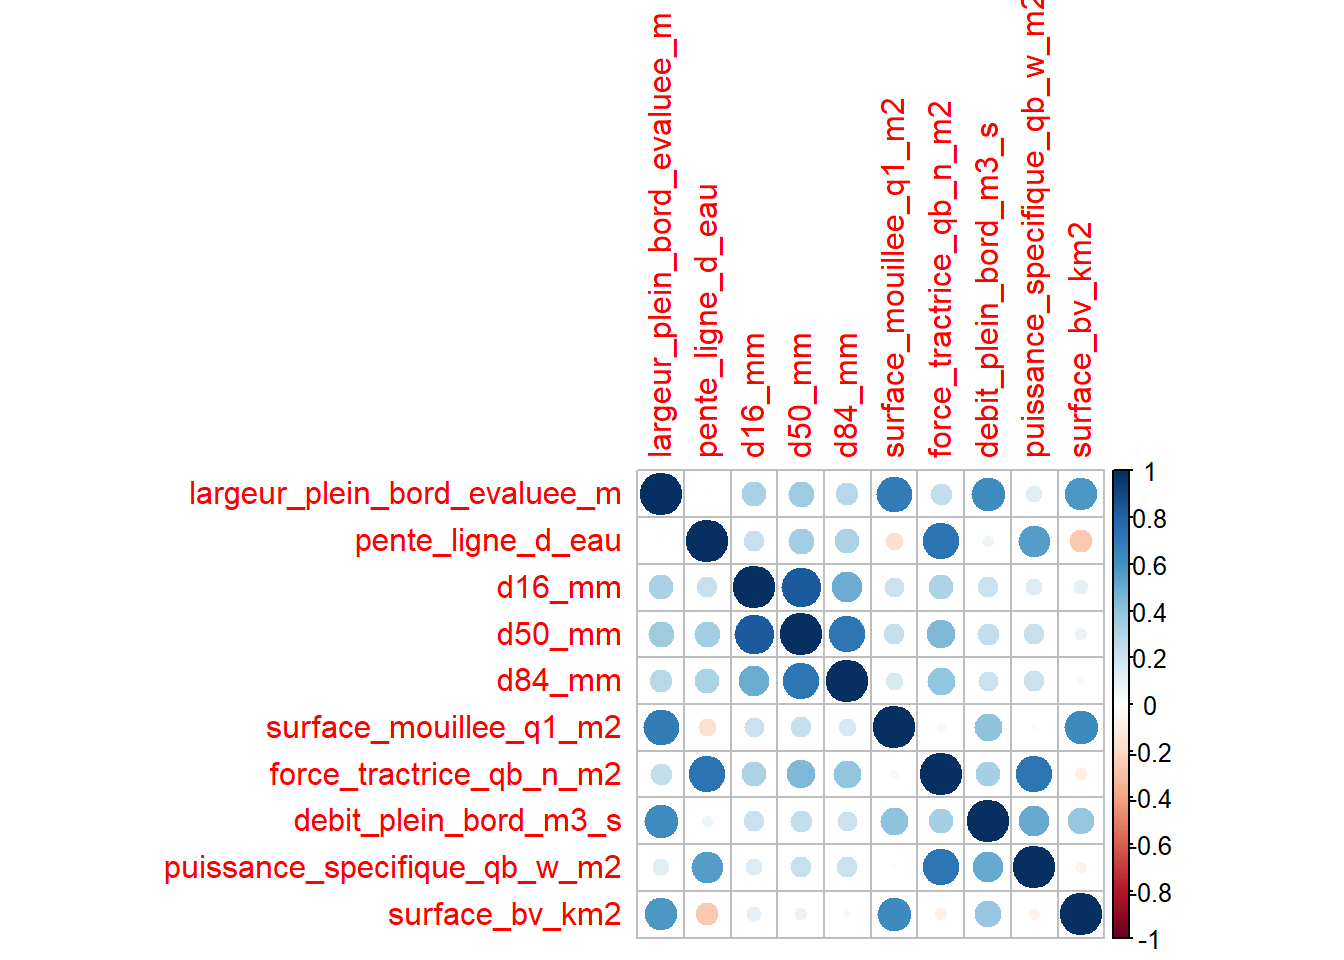 largeur_plein_bord_evaluee_m
pente_ligne_d_eau
d16_mm
d50_mm
d84_mm
surface_mouillee_q1_m2
force_tractrice_qb_n_m2
debit_plein_bord_m3_s
puissance_specifique_qb_w_m2
surface_bv_km2
largeur_plein_bord_evaluee_m
pente_ligne_d_eau
d16_mm
d50_mm
d84_mm
surface_mouillee_q1_m2
force_tractrice_qb_n_m2
debit_plein_bord_m3_s
puissance_specifique_qb_w_m2
surface_bv_km2
1
0.8
0.6
0.4
0.2
0
-0.2
-0.4
-0.6
-0.8
-1